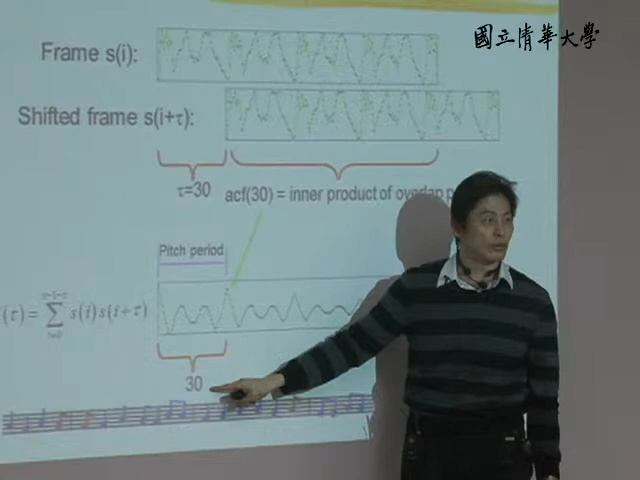 國立清華大學
Frame s(i):
Shifted frame s(i+τ):
τ=30
acf(30) = inner product of overlap p
Pitch period
(τ) = Σ s(i)s(i+τ)
30